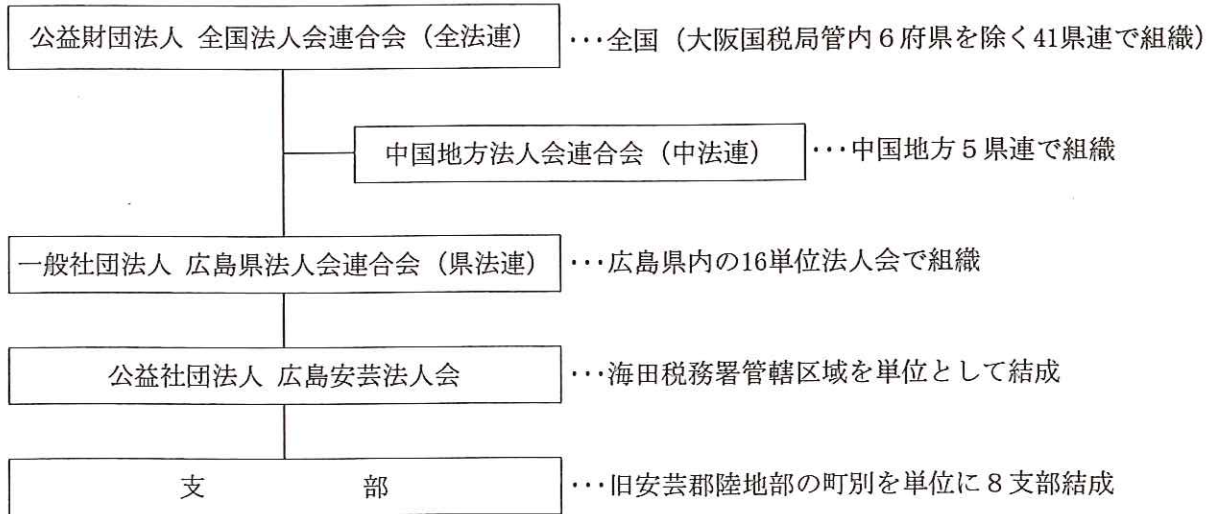 公益財団法人 全国法人会連合会（全法連） ･･･全国（大阪国税局管内６府県を除く41県連で組織）
中国地方法人会連合会（中法連） ･･･中国地方５県連で組織
一般社団法人 広島県法人会連合会（県法連） ･･･広島県内の16単位法人会で組織
公益社団法人 広島安芸法人会 ･･･海田税務署管轄区域を単位として結成
支　部 ･･･旧安芸郡陸地部の町別を単位に８支部結成